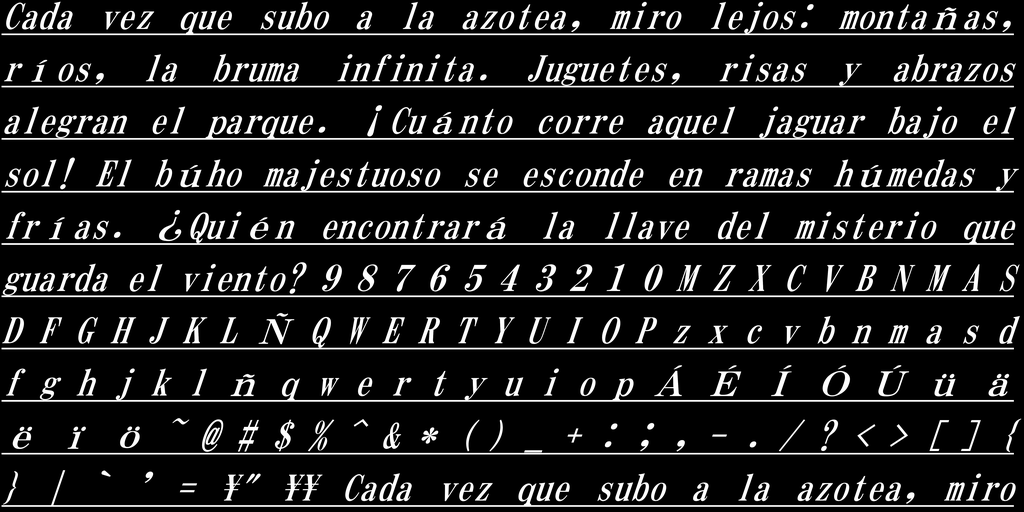 Cada vez que subo a la azotea, miro lejos: montañas,
ríos, la bruma infinita. Juguetes, risas y abrazos
alegran el parque. ¡Cuánto corre aquel jaguar bajo el
sol! El búho majestuoso se esconde en ramas húmedas y
frías. ¿Quién encontrará la llave del misterio que
guarda el viento? 9 8 7 6 5 4 3 2 1 0 M Z X C V B N M A S
D F G H J K L Ñ Q W E R T Y U I O P z x c v b n m a s d
f g h j k l ñ q w e r t y u i o p Á É Í Ó Ú ü ä
ë ï ö ~ @ # $ % ^ & * ( ) _ + : ; , - . / ? < > [ ] {
} | ` ' = ¥" ¥¥ Cada vez que subo a la azotea, miro